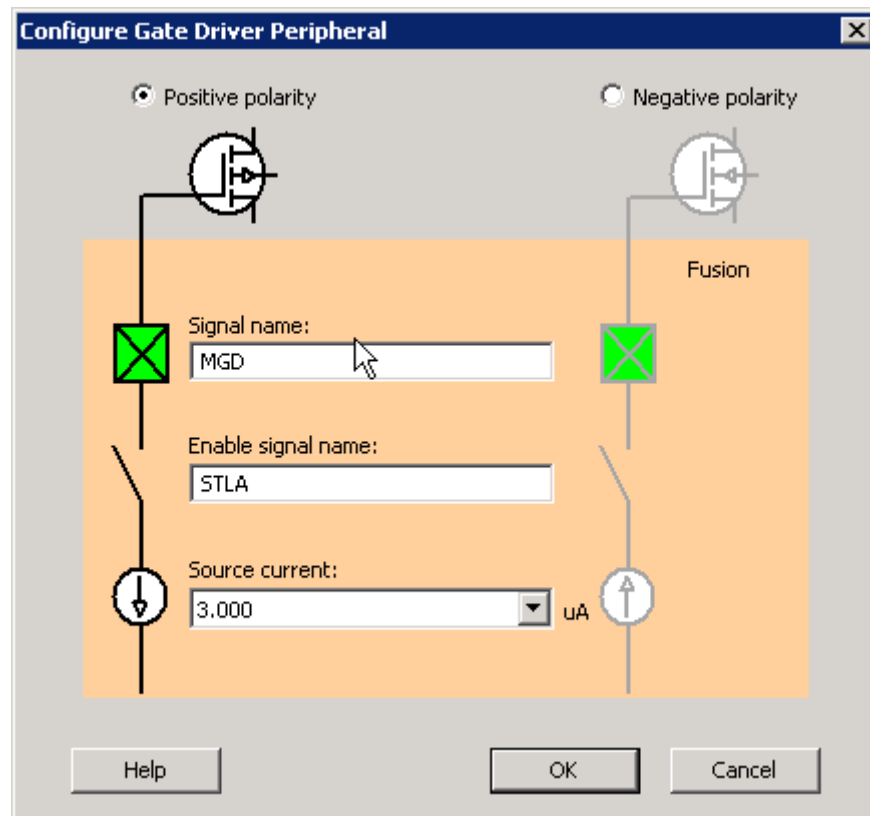 Configure Gate Driver Peripheral
Positive polarity
Negative polarity
Fusion
Signal name:
MGD
Enable signal name:
STLA
Source current:
3.000
uA
Help
OK
Cancel